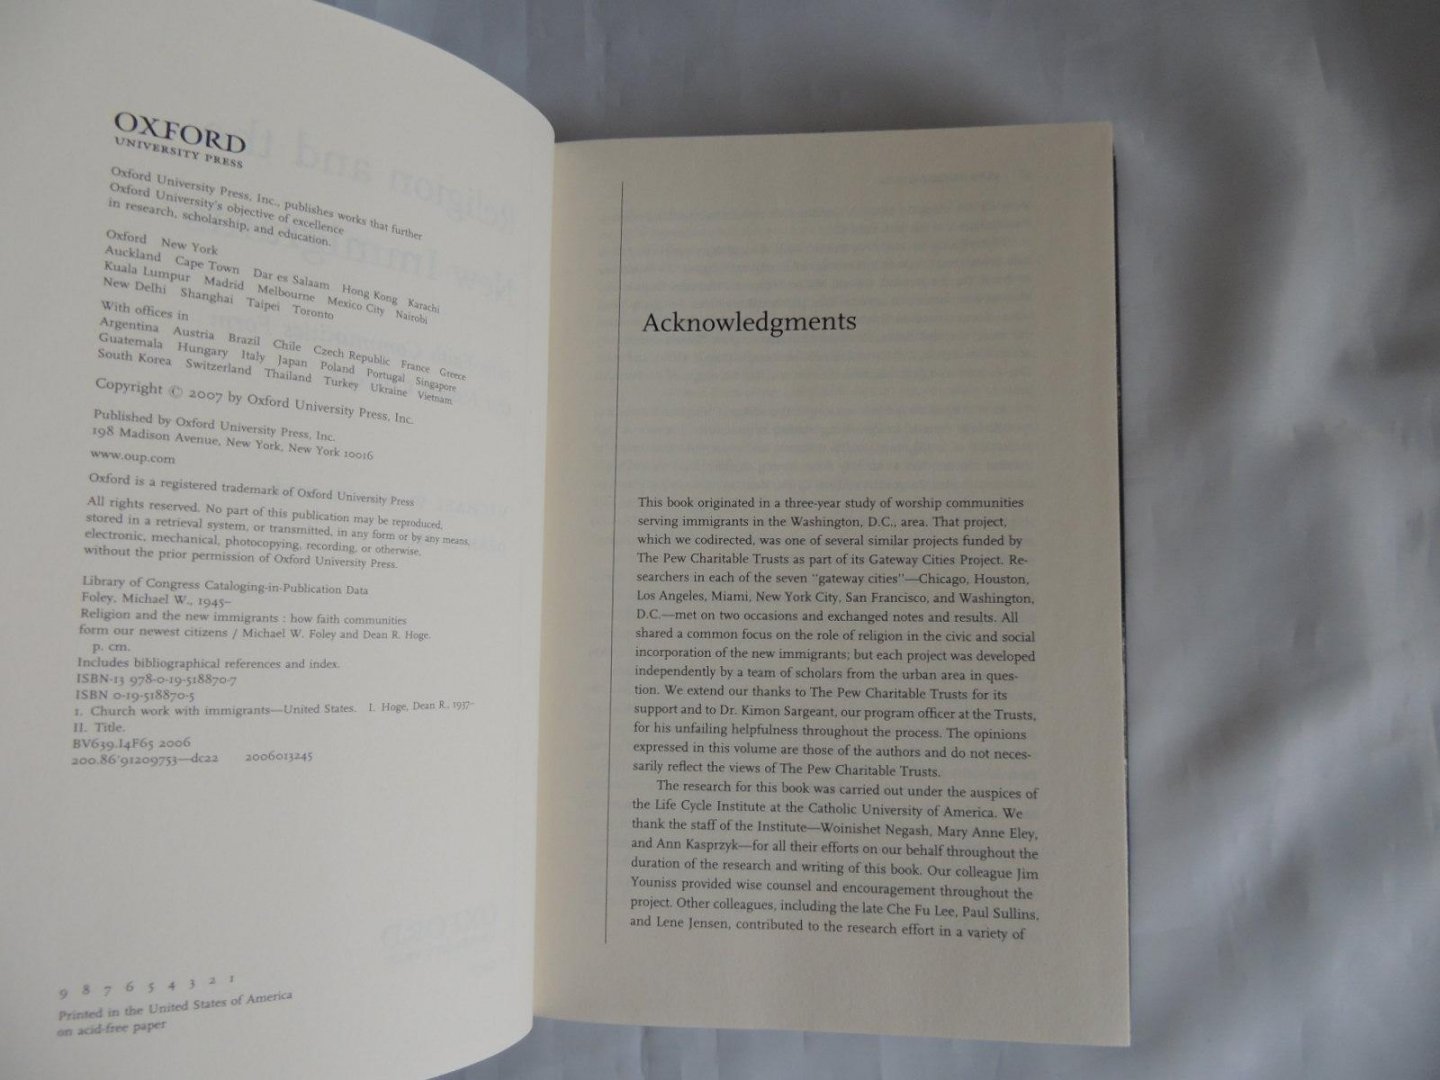 OXFORD
UNIVERSITY PRESS
Oxford University Press, Inc., publishes works that further
Oxford University's objective of excellence
in research, scholarship, and education.
Oxford New York
Auckland Cape Town Dar es Salaam Hong Kong Karachi
Kuala Lumpur Madrid Melbourne Mexico City Nairobi
New Delhi Shanghai Taipei Toronto
With offices in
Argentina Austria Brazil Chile Czech Republic France Greece
Guatemala Hungary Italy Japan Poland Portugal Singapore
South Korea Switzerland Thailand Turkey Ukraine Vietnam
Copyright © 2007 by Oxford University Press, Inc.
Published by Oxford University Press, Inc.
198 Madison Avenue, New York, New York 10016
www.oup.com
Oxford is a registered trademark of Oxford University Press
All rights reserved. No part of this publication may be reproduced,
stored in a retrieval system, or transmitted, in any form or by any means,
electronic, mechanical, photocopying, recording, or otherwise,
without the prior permission of Oxford University Press.
Library of Congress Cataloging-in-Publication Data
Foley, Michael W., 1945–
Religion and the new immigrants : how faith communities
form our newest citizens / Michael W. Foley and Dean R. Hoge.
p. cm.
Includes bibliographical references and index.
ISBN-13 978-0-19-518870-7
ISBN 0-19-518870-5
1. Church work with immigrants—United States. I. Hoge, Dean R., 1937–
II. Title.
BV639.I4F65 2006
200.86'91209753—dc22 2006013245
9 8 7 6 5 4 3 2 1
Printed in the United States of America
on acid-free paper
Acknowledgments
This book originated in a three-year study of worship communities
serving immigrants in the Washington, D.C., area. That project,
which we codirected, was one of several similar projects funded by
The Pew Charitable Trusts as part of its Gateway Cities Project. Re-
searchers in each of the seven "gateway cities"—Chicago, Houston,
Los Angeles, Miami, New York City, San Francisco, and Washington,
D.C.—met on two occasions and exchanged notes and results. All
shared a common focus on the role of religion in the civic and social
incorporation of the new immigrants; but each project was developed
independently by a team of scholars from the urban area in ques-
tion. We extend our thanks to The Pew Charitable Trusts for its
support and to Dr. Kimon Sargeant, our program officer at the Trusts,
for his unfailing helpfulness throughout the process. The opinions
expressed in this volume are those of the authors and do not neces-
sarily reflect the views of The Pew Charitable Trusts.
The research for this book was carried out under the auspices of
the Life Cycle Institute at the Catholic University of America. We
thank the staff of the Institute—Woinishet Negash, Mary Anne Eley,
and Ann Kasprzyk—for all their efforts on our behalf throughout the
duration of the research and writing of this book. Our colleague Jim
Youniss provided wise counsel and encouragement throughout the
project. Other colleagues, including the late Che Fu Lee, Paul Sullins,
and Lene Jensen, contributed to the research effort in a variety of